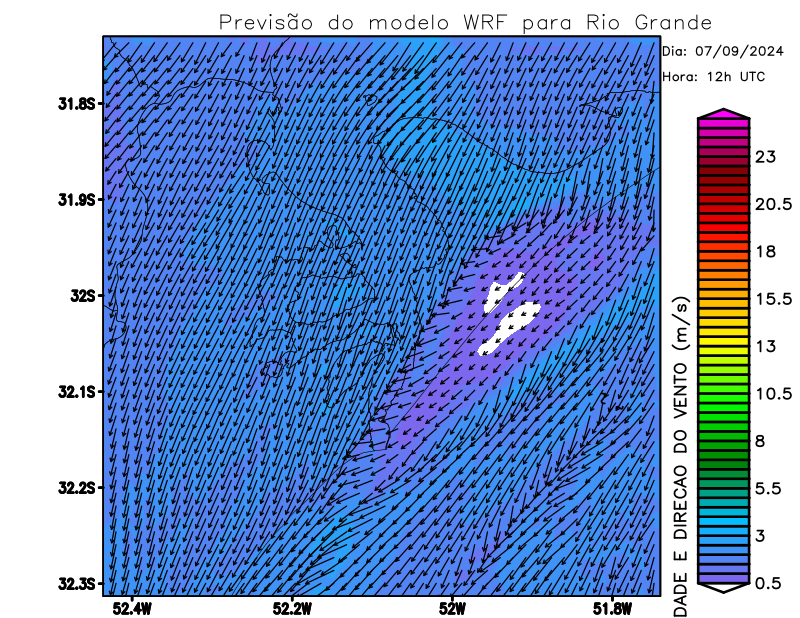 Previsão do modelo WRF para Rio Grande
Dia: 07/09/2024
Hora: 12h UTC
31.8S
31.9S
32S
32.1S
32.2S
32.3S
52.4W
52.2W
52W
51.8W
23
20.5
18
15.5
13
10.5
8
5.5
3
0.5
DADE E DIRECAO DO VENTO (m/s)